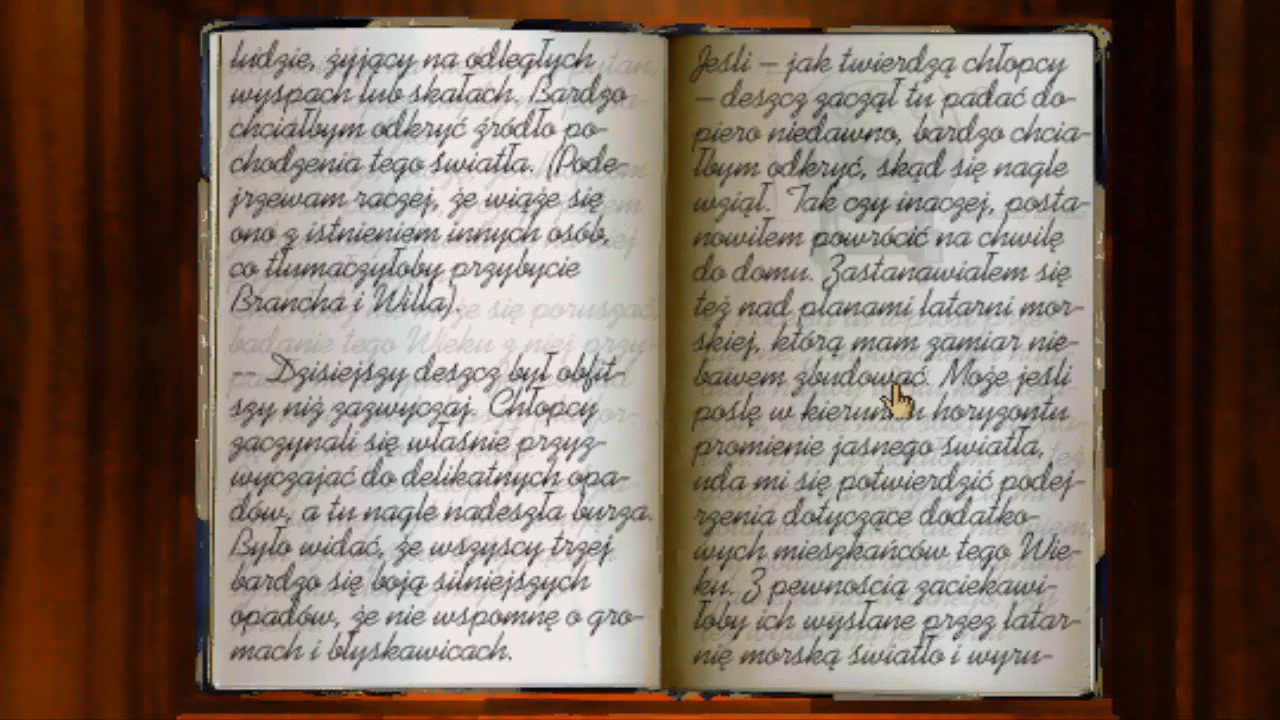 ludzie, żyjący na odległych
wyspach lub skałach. Bardzo
chciałbym odkryć źródło po-
chodzenia tego światła. (Pode-
jrzewam raczej, że wiąże się
ono z istnieniem innych osób,
co tłumaczyłoby przybycie
Brancha i Willa).
-- Dzisiejszy deszcz był obfit-
szy niż zazwyczaj. Chłopcy
zaczynali się właśnie przyz-
wyczajać do delikatnych opa-
dów, a tu nagle nadeszła burza.
Było widać, że wszyscy trzej
bardzo się boją silniejszych
opadów, że nie wspomnę o gro-
mach i błyskawicach.
Jeśli – jak twierdzą chłopcy
– deszcz zaczął tu padać do-
piero niedawno, bardzo chcia-
łbym odkryć, skąd się nagle
wziął. Tak czy inaczej, posta-
nowiłem powrócić na chwilę
do domu. Zastanawiałem się
też nad planami latarni mor-
skiej, którą mam zamiar nie-
bawem zbudować. Może jeśli
poślę w kierunku horyzontu
promienie jasnego światła,
uda mi się potwierdzić podej-
rzenia dotyczące dodatko-
wych mieszkańców tego Wie-
ku. Z pewnością zaciekawi-
łoby ich wysłane przez latar-
nię morską światło i wyru-